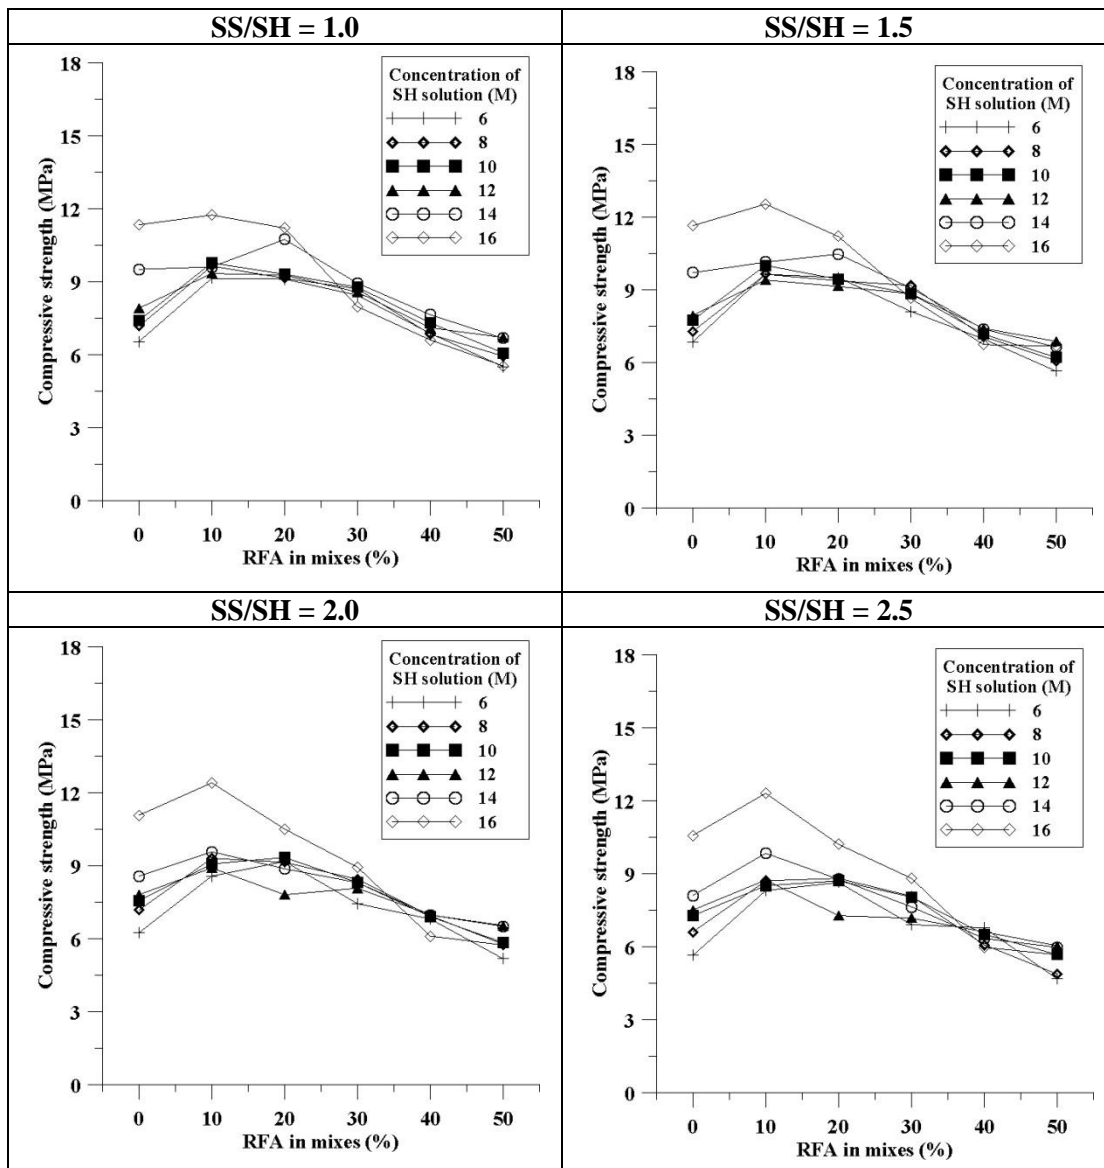 SS/SH = 1.0
18
15
12
9
6
3
0
Compressive strength (MPa)
Concentration of
SH solution (M)
6
8
10
12
14
16
0 10 20 30 40 50
RFA in mixes (%)
SS/SH = 1.5
18
15
12
9
6
3
0
Compressive strength (MPa)
Concentration of
SH solution (M)
6
8
10
12
14
16
0 10 20 30 40 50
RFA in mixes (%)
SS/SH = 2.0
18
15
12
9
6
3
0
Compressive strength (MPa)
Concentration of
SH solution (M)
6
8
10
12
14
16
0 10 20 30 40 50
RFA in mixes (%)
SS/SH = 2.5
18
15
12
9
6
3
0
Compressive strength (MPa)
Concentration of
SH solution (M)
6
8
10
12
14
16
0 10 20 30 40 50
RFA in mixes (%)